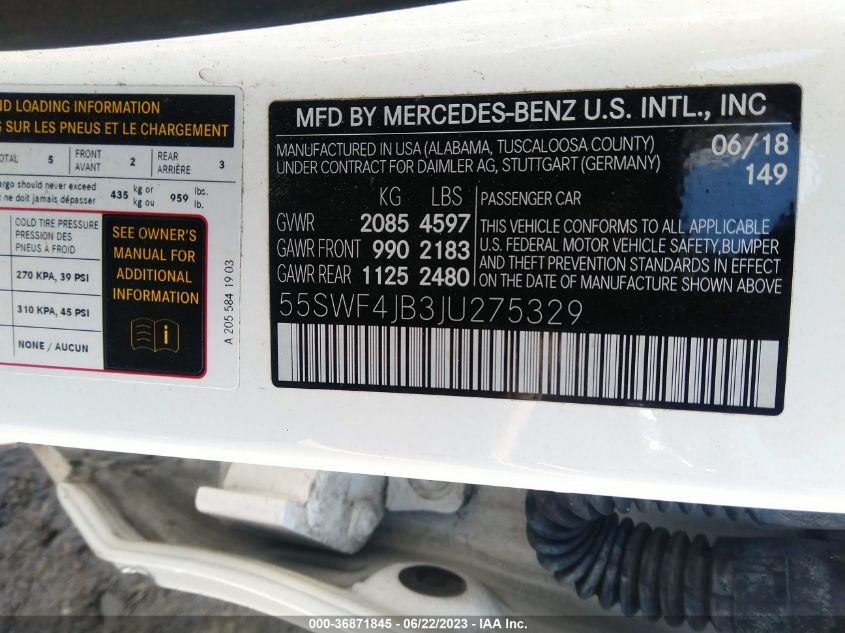 ND LOADING INFORMATION
S SUR LES PNEUS ET LE CHARGEMENT
OTAL 5 FRONT AVANT 2 REAR ARRIÈRE 3
argo should never exceed 435 kg or 959 lbs.
t ne doit jamais dépasser kg ou lb.
COLD TIRE PRESSURE
PRESSION DES
PNEUS À FROID
270 KPA, 39 PSI
310 KPA, 45 PSI
NONE / AUCUN
SEE OWNER'S
MANUAL FOR
ADDITIONAL
INFORMATION
A 205 584 19 03
MFD BY MERCEDES-BENZ U.S. INTL., INC
MANUFACTURED IN USA (ALABAMA, TUSCALOOSA COUNTY) 06/18
UNDER CONTRACT FOR DAIMLER AG, STUTTGART (GERMANY) 149
KG LBS
GVWR 2085 4597
GAWR FRONT 990 2183
GAWR REAR 1125 2480
PASSENGER CAR
THIS VEHICLE CONFORMS TO ALL APPLICABLE
U.S. FEDERAL MOTOR VEHICLE SAFETY,BUMPER
AND THEFT PREVENTION STANDARDS IN EFFECT
ON THE DATE OF MANUFACTURE SHOWN ABOVE
55SWF4JB3JU275329
000-36871845 - 06/22/2023 - IAA Inc.